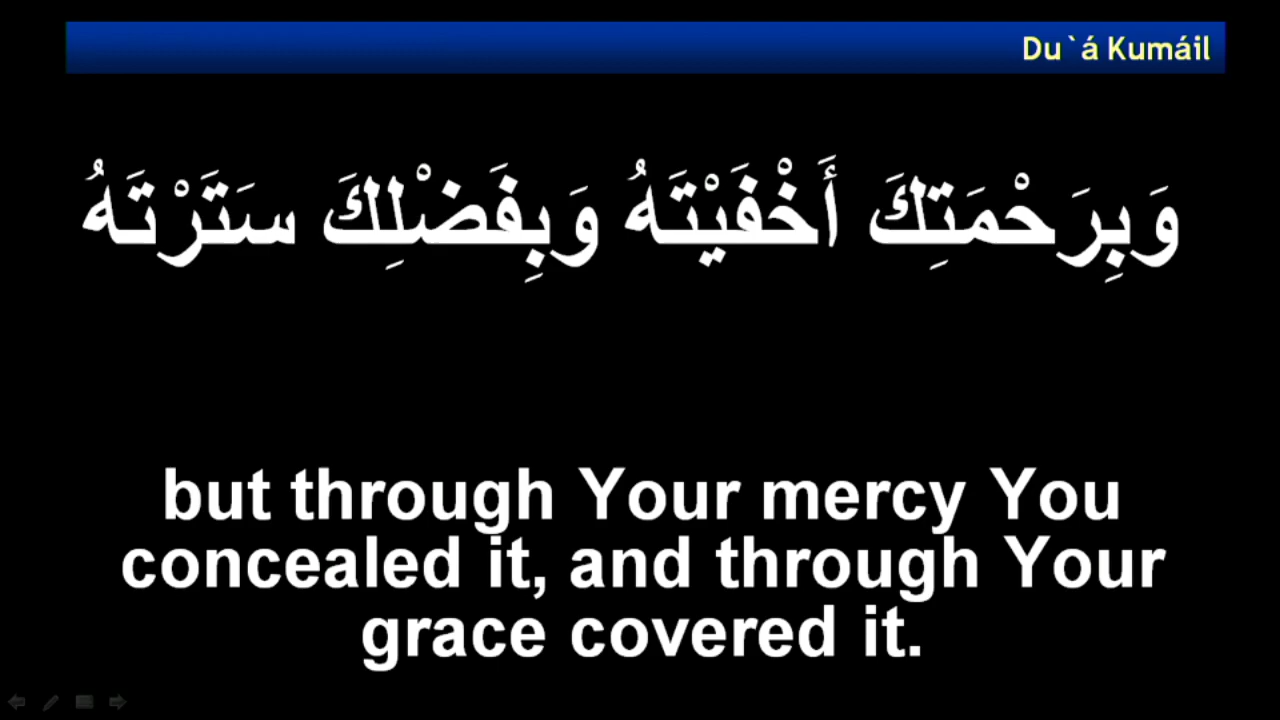 Du`á Kumáil
وَبِرَحْمَتِكَ أَخْفَيْتَهُ وَبِفَضْلِكَ سَتَرْتَهُ
but through Your mercy You
concealed it, and through Your
grace covered it.